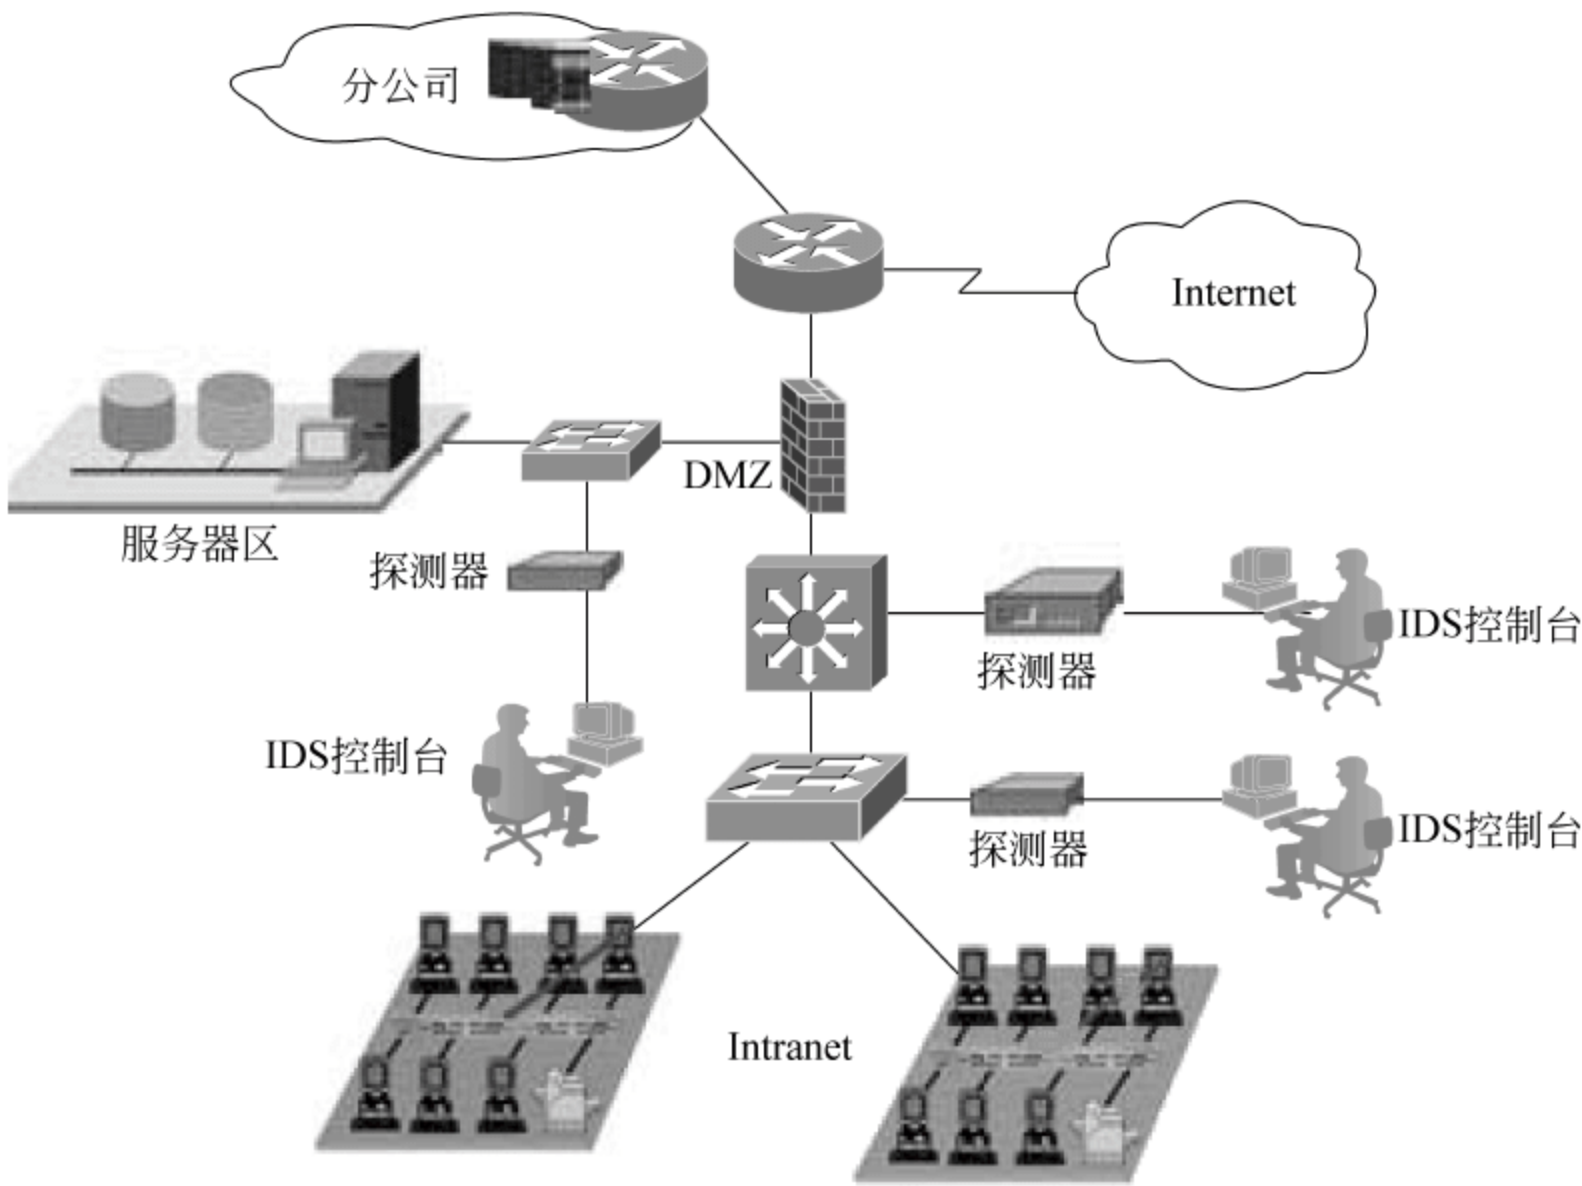 分公司
Internet
DMZ
服务器区
探测器
IDS控制台
探测器
IDS控制台
探测器
IDS控制台
Intranet